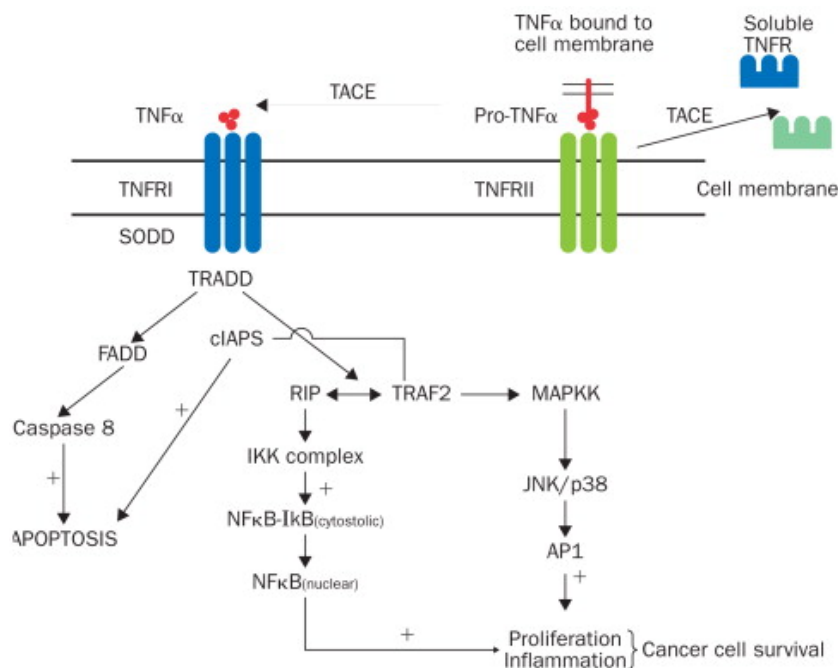 TNFα bound to
cell membrane
Soluble
TNFR
TACE
TNFα
Pro-TNFα
TACE
TNFRI
TNFRII
Cell membrane
SODD
TRADD
FADD
cIAPS
+
RIP
TRAF2
MAPKK
Caspase 8
IKK complex
+
+
JNK/p38
NFκB-IkB(cytostolic)
APOPTOSIS
AP1
NFκB(nuclear)
+
+
Proliferation
Inflammation
Cancer cell survival